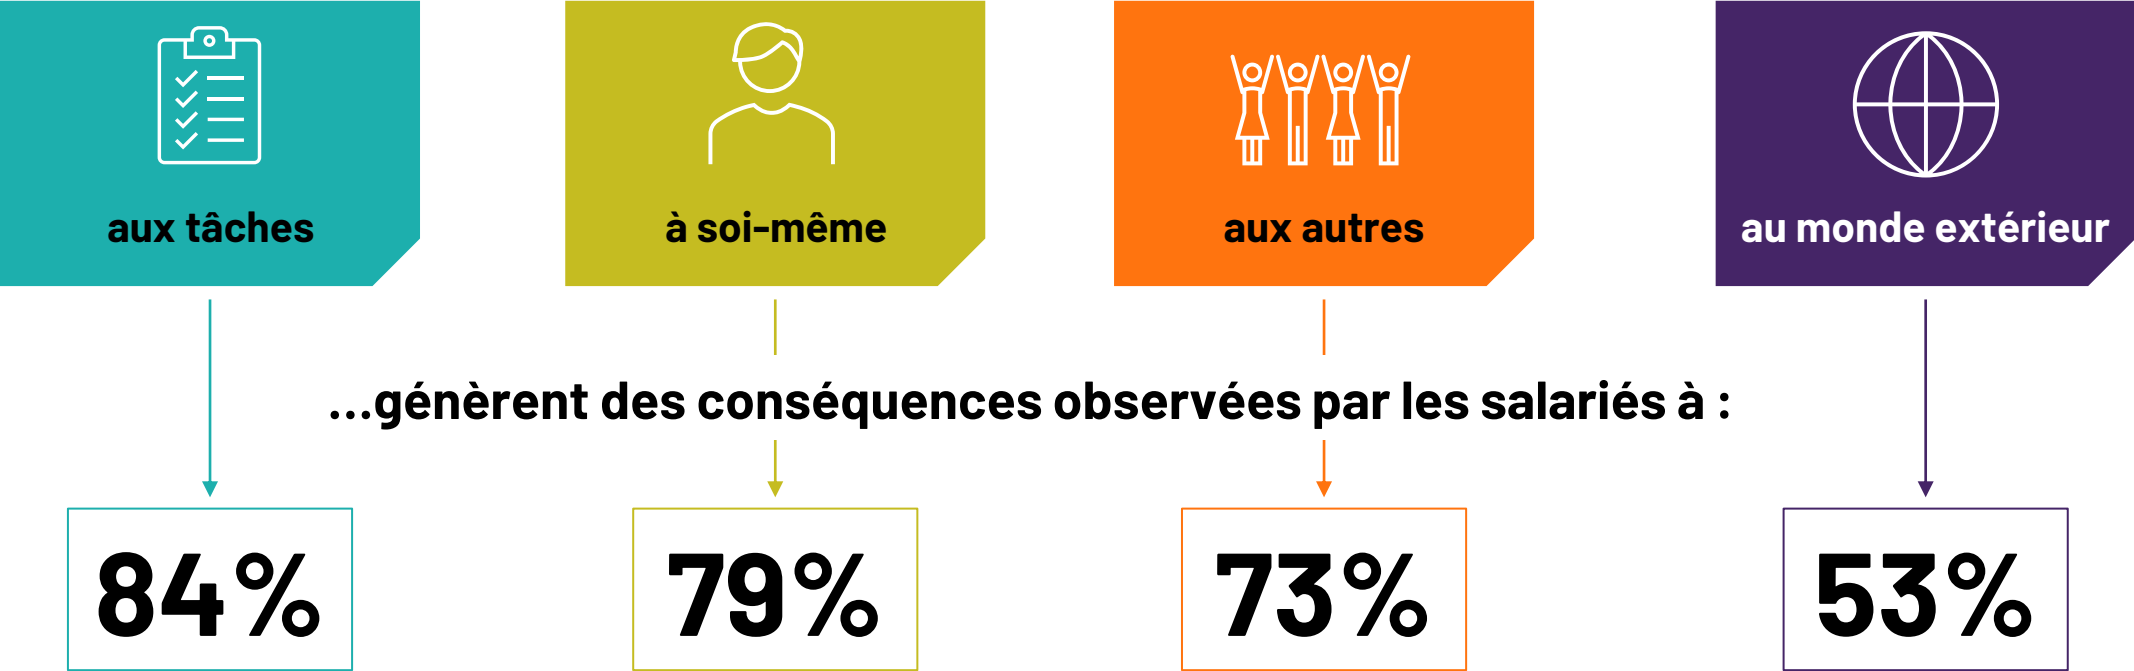 aux tâches
à soi-même
aux autres
au monde extérieur
...génèrent des conséquences observées par les salariés à :
84%
79%
73%
53%